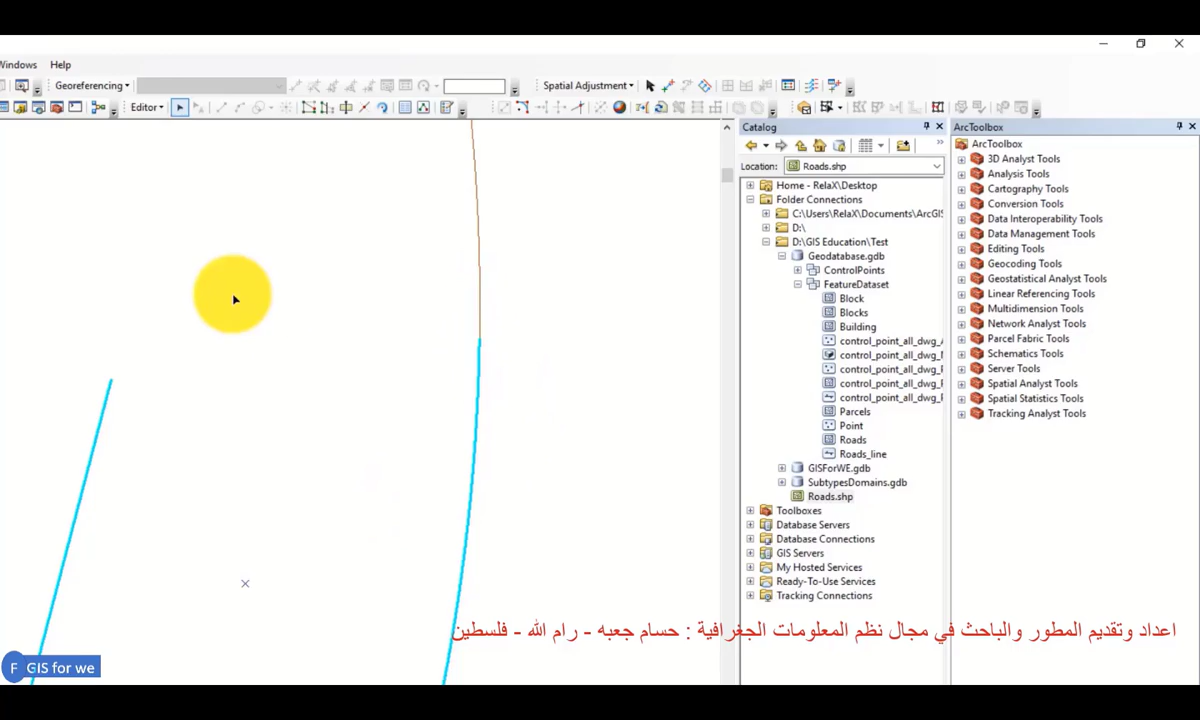 Windows Help
Georeferencing
Spatial Adjustment
Editor
Catalog
Location: Roads.shp
Home - RelaX\Desktop
Folder Connections
C:\Users\RelaX\Documents\ArcGIS
D:\
D:\GIS Education\Test
Geodatabase.gdb
ControlPoints
FeatureDataset
Block
Blocks
Building
control_point_all_dwg_
control_point_all_dwg_
control_point_all_dwg_
control_point_all_dwg_
control_point_all_dwg_
Parcels
Point
Roads
Roads_line
GISForWE.gdb
SubtypesDomains.gdb
Roads.shp
Toolboxes
Database Servers
Database Connections
GIS Servers
My Hosted Services
Ready-To-Use Services
Tracking Connections
ArcToolbox
ArcToolbox
3D Analyst Tools
Analysis Tools
Cartography Tools
Conversion Tools
Data Interoperability Tools
Data Management Tools
Editing Tools
Geocoding Tools
Geostatistical Analyst Tools
Linear Referencing Tools
Multidimension Tools
Network Analyst Tools
Parcel Fabric Tools
Schematics Tools
Server Tools
Spatial Analyst Tools
Spatial Statistics Tools
Tracking Analyst Tools
اعداد وتقديم المطور والباحث في مجال نظم المعلومات الجغرافية : حسام جعبه - رام الله - فلسطين
F GIS for we